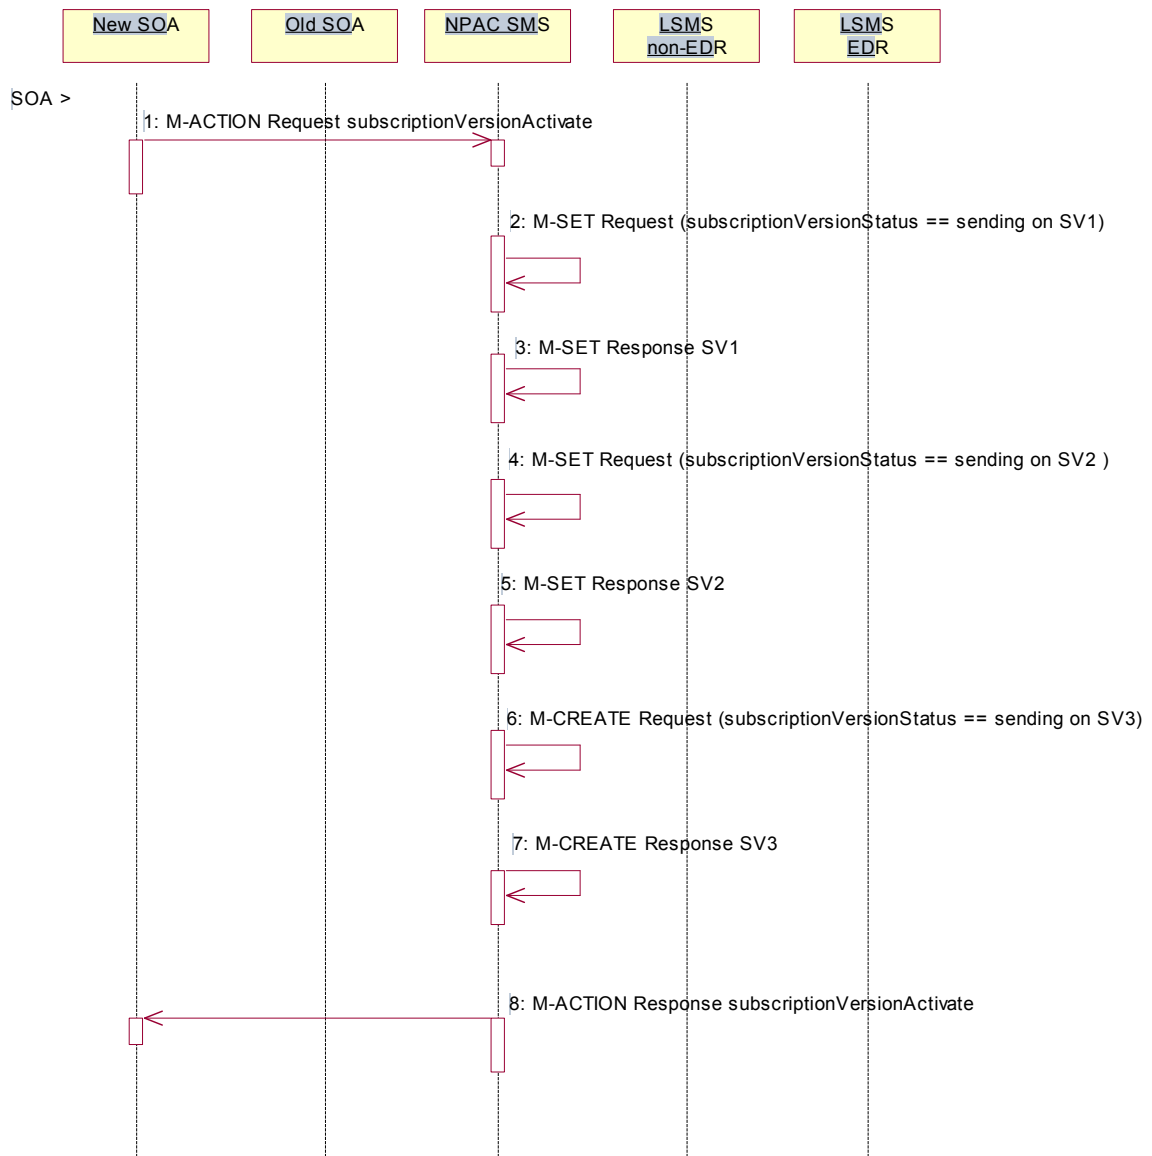 New SOA
Old SOA
NPAC SMS
LSMS
non-EDR
LSMS
EDR
SOA >
1: M-ACTION Request subscriptionVersionActivate
2: M-SET Request (subscriptionVersionStatus == sending on SV1)
3: M-SET Response SV1
4: M-SET Request (subscriptionVersionStatus == sending on SV2 )
5: M-SET Response SV2
6: M-CREATE Request (subscriptionVersionStatus == sending on SV3)
7: M-CREATE Response SV3
8: M-ACTION Response subscriptionVersionActivate